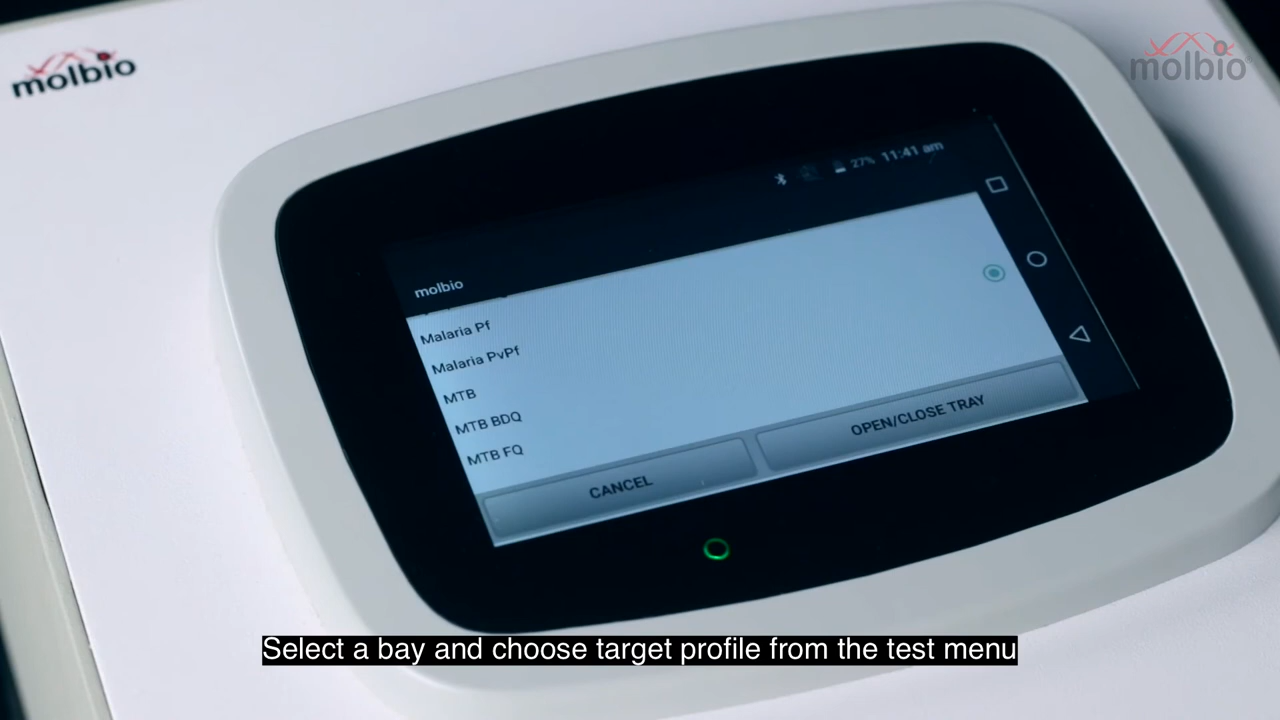 molbio
molbio
27% 11:41 am
molbio
Malaria Pf
Malaria PvPf
MTB
MTB BDQ
MTB FQ
CANCEL
OPEN/CLOSE TRAY
Select a bay and choose target profile from the test menu